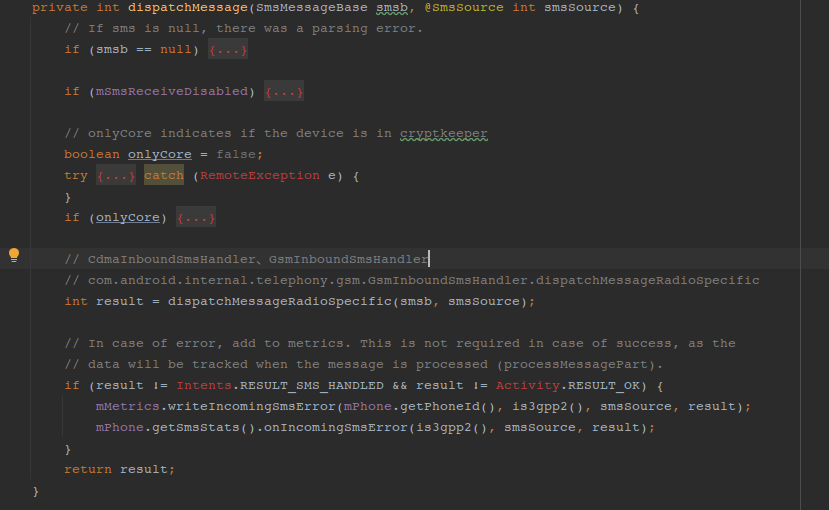 private int dispatchMessage(SmsMessageBase smsb, @SmsSource int smsSource) {
// If sms is null, there was a parsing error.
if (smsb == null) {...}
if (mSmsReceiveDisabled) {...}
// onlyCore indicates if the device is in cryptkeeper
boolean onlyCore = false;
try {...} catch (RemoteException e) {
}
if (onlyCore) {...}
// CdmaInboundSmsHandler、GsmInboundSmsHandler
// com.android.internal.telephony.gsm.GsmInboundSmsHandler.dispatchMessageRadioSpecific
int result = dispatchMessageRadioSpecific(smsb, smsSource);
// In case of error, add to metrics. This is not required in case of success, as the
// data will be tracked when the message is processed (processMessagePart).
if (result != Intents.RESULT_SMS_HANDLED && result != Activity.RESULT_OK) {
mMetrics.writeIncomingSmsError(mPhone.getPhoneId(), is3gpp2(), smsSource, result);
mPhone.getSmsStats().onIncomingSmsError(is3gpp2(), smsSource, result);
}
return result;
}